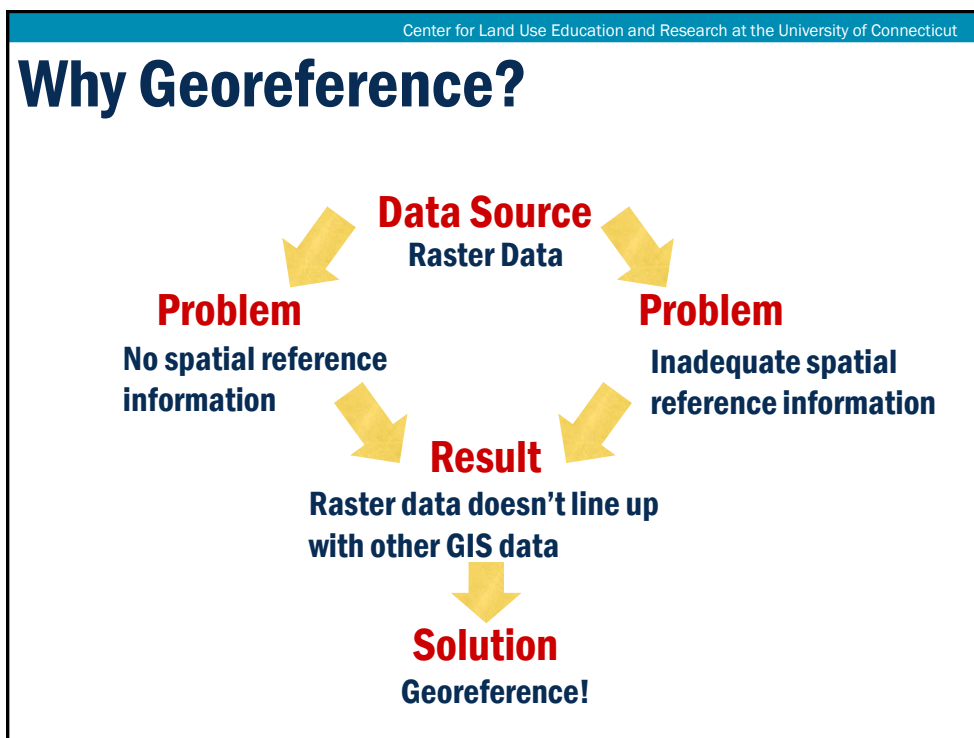 Center for Land Use Education and Research at the University of Connecticut
Why Georeference?
Data Source
Raster Data
Problem
No spatial reference
information
Problem
Inadequate spatial
reference information
Result
Raster data doesn’t line up
with other GIS data
Solution
Georeference!